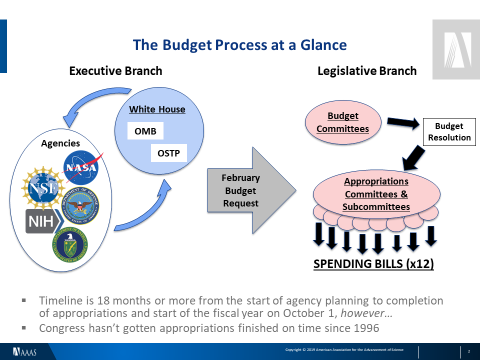 The Budget Process at a Glance
Executive Branch
Legislative Branch
White House
OMB
OSTP
Agencies
NASA
NSF
NIH
February
Budget
Request
Budget
Committees
Budget
Resolution
Appropriations
Committees &
Subcommittees
SPENDING BILLS (x12)
Timeline is 18 months or more from the start of agency planning to completion
of appropriations and start of the fiscal year on October 1, however…
Congress hasn't gotten appropriations finished on time since 1996
AAAS
Copyright © 2019 American Association for the Advancement of Science
2